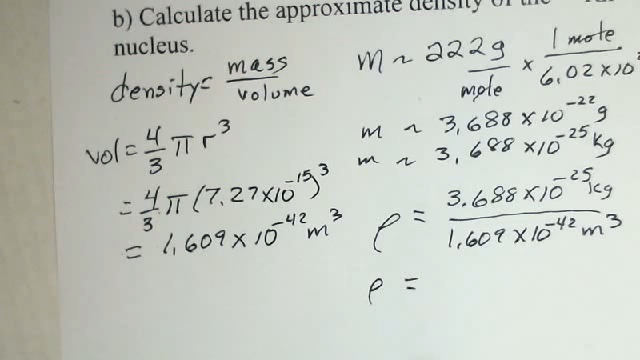 b) Calculate the approximate density of the
nucleus.
density = mass / volume
m ~ 222g / mole × 1 mole / 6.02 × 10
vol = 4/3 π r³
= 4/3 π (7.27×10⁻¹⁵)³
= 1.609 × 10⁻⁴² m³
m ~ 3.688 × 10⁻²² g
m ~ 3.688 × 10⁻²⁵ kg
ρ = 3.688×10⁻²⁵ kg / 1.609 × 10⁻⁴² m³
ρ =